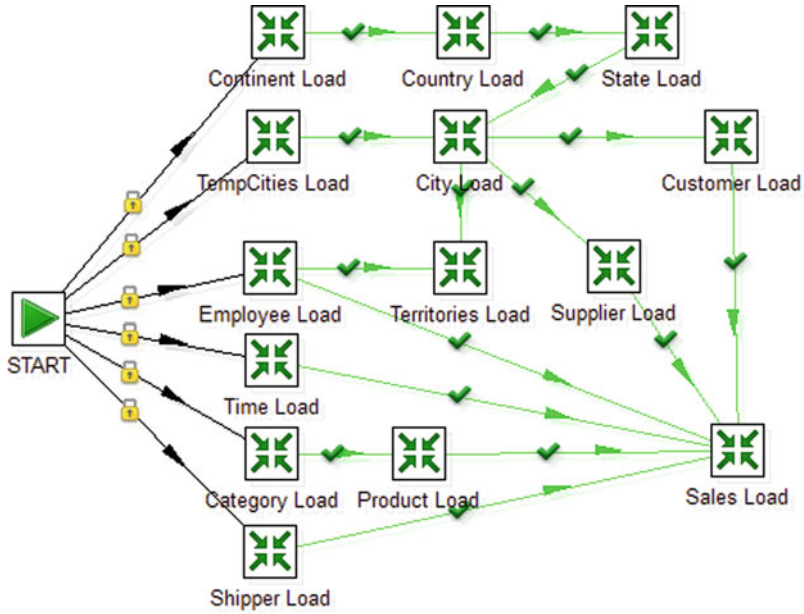 Continent Load
Country Load
State Load
TempCities Load
City Load
Customer Load
Employee Load
Territories Load
Supplier Load
START
Time Load
Category Load
Product Load
Sales Load
Shipper Load